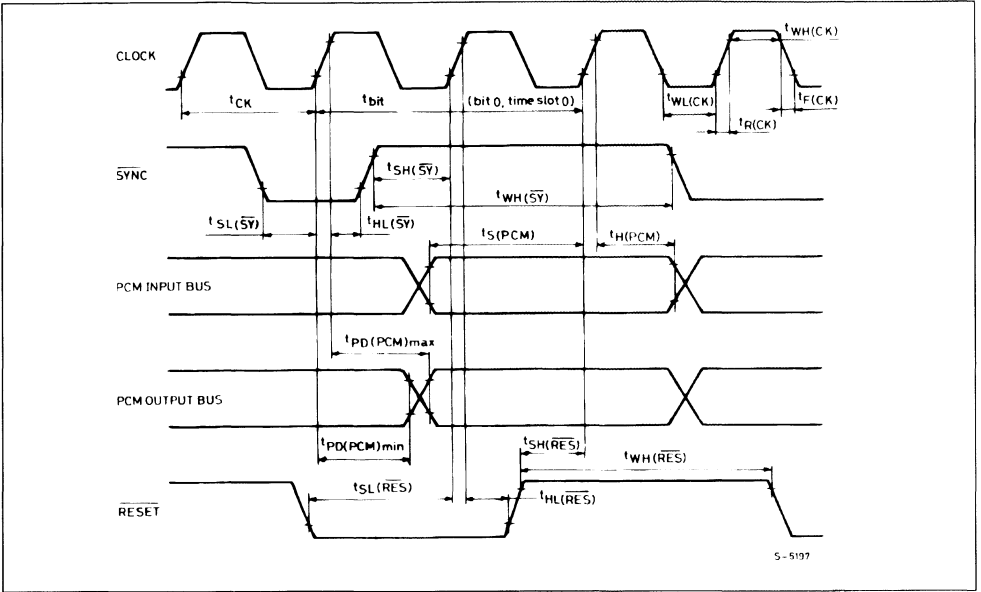 CLOCK
tWH(CK)
tCK
tbit
(bit 0, time slot 0)
tWL(CK)
tF(CK)
tR(CK)
SYNC
tSH(SY)
tWH(SY)
tSL(SY)
tHL(SY)
tS(PCM)
tH(PCM)
PCM INPUT BUS
tPD(PCM)max
PCM OUTPUT BUS
tPD(PCM)min
tSH(RES)
tWH(RES)
tSL(RES)
tHL(RES)
RESET
S-5197